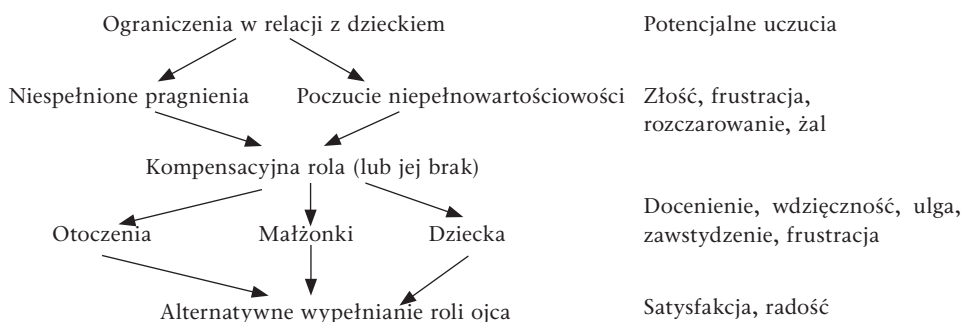 Ograniczenia w relacji z dzieckiem Potencjalne uczucia
Niespełnione pragnienia Poczucie niepełnowartościowości Złość, frustracja,
rozczarowanie, żal
Kompensacyjna rola (lub jej brak)
Docenienie, wdzięczność, ulga,
Otoczenia Małżonki Dziecka zawstydzenie, frustracja
Alternatywne wypełnianie roli ojca Satysfakcja, radość